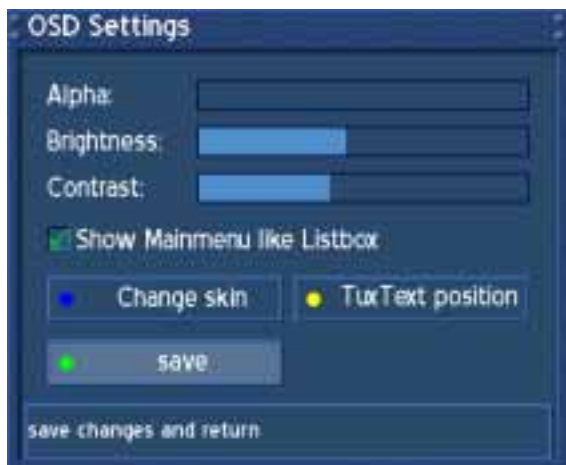 OSD Settings
Alpha:
Brightness:
Contrast:
Show Mainmenu like Listbox
Change skin
TuxText position
save
save changes and return